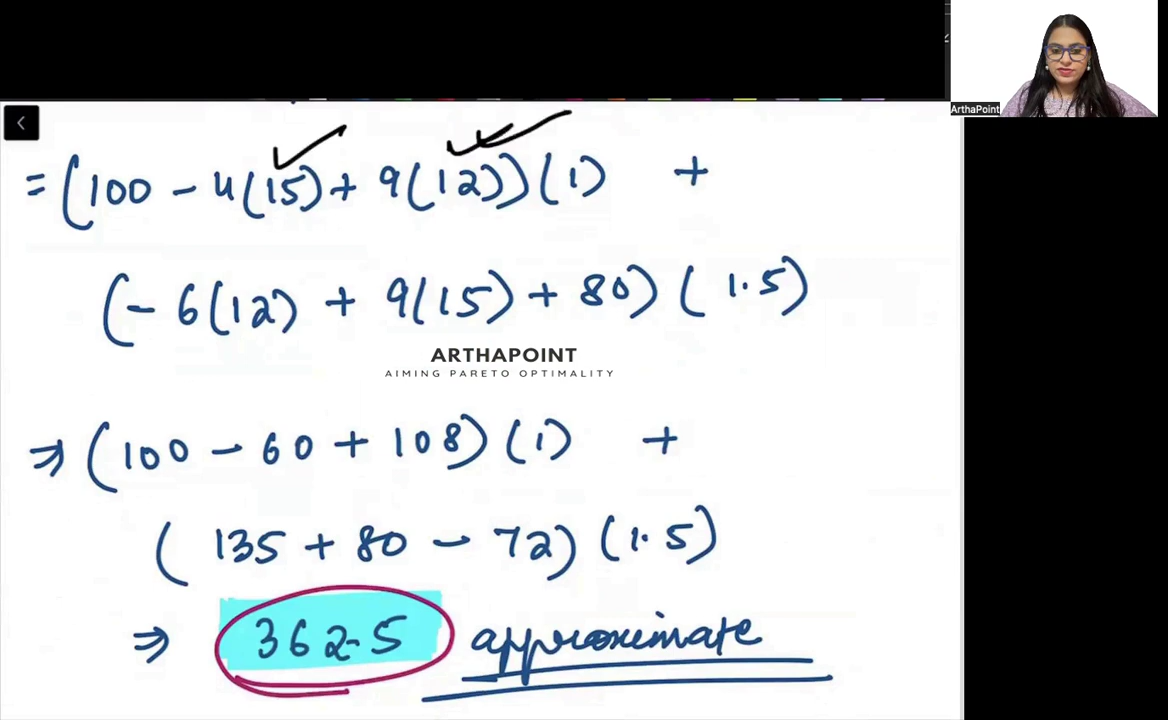 = (100 - 4(15) + 9(12))(1) +
(- 6(12) + 9(15) + 80) (1.5)
ARTHAPOINT
AIMING PARETO OPTIMALITY
⇒ (100 - 60 + 108)(1) +
( 135 + 80 - 72) (1.5)
⇒ 362.5 approximate
ArthaPoint